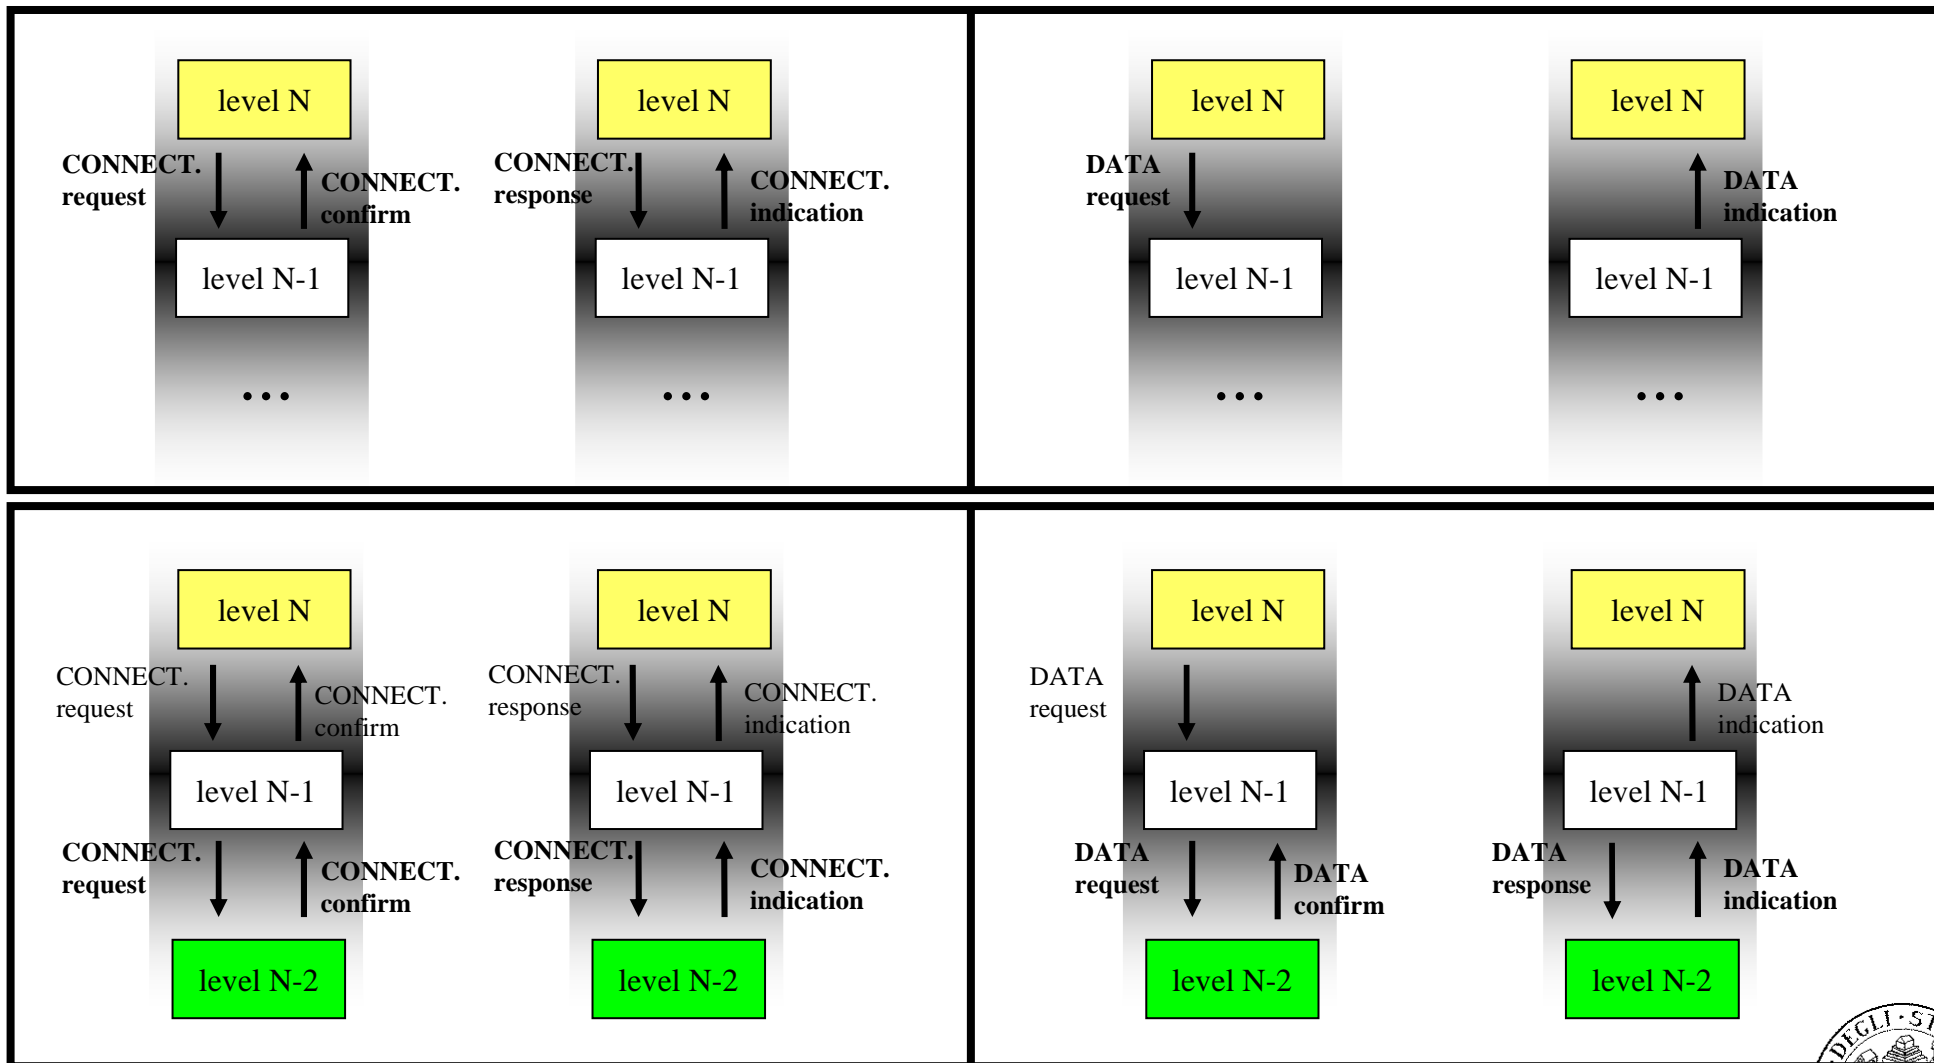 level N
CONNECT.
request
CONNECT.
confirm
level N-1
...
level N
CONNECT.
response
CONNECT.
indication
level N-1
...
level N
DATA
request
level N-1
...
level N
DATA
indication
level N-1
...
level N
CONNECT.
request
CONNECT.
confirm
level N-1
CONNECT.
request
CONNECT.
confirm
level N-2
level N
CONNECT.
response
CONNECT.
indication
level N-1
CONNECT.
response
CONNECT.
indication
level N-2
level N
DATA
request
level N-1
DATA
request
DATA
confirm
level N-2
level N
DATA
indication
level N-1
DATA
response
DATA
indication
level N-2
DEGLI · ST